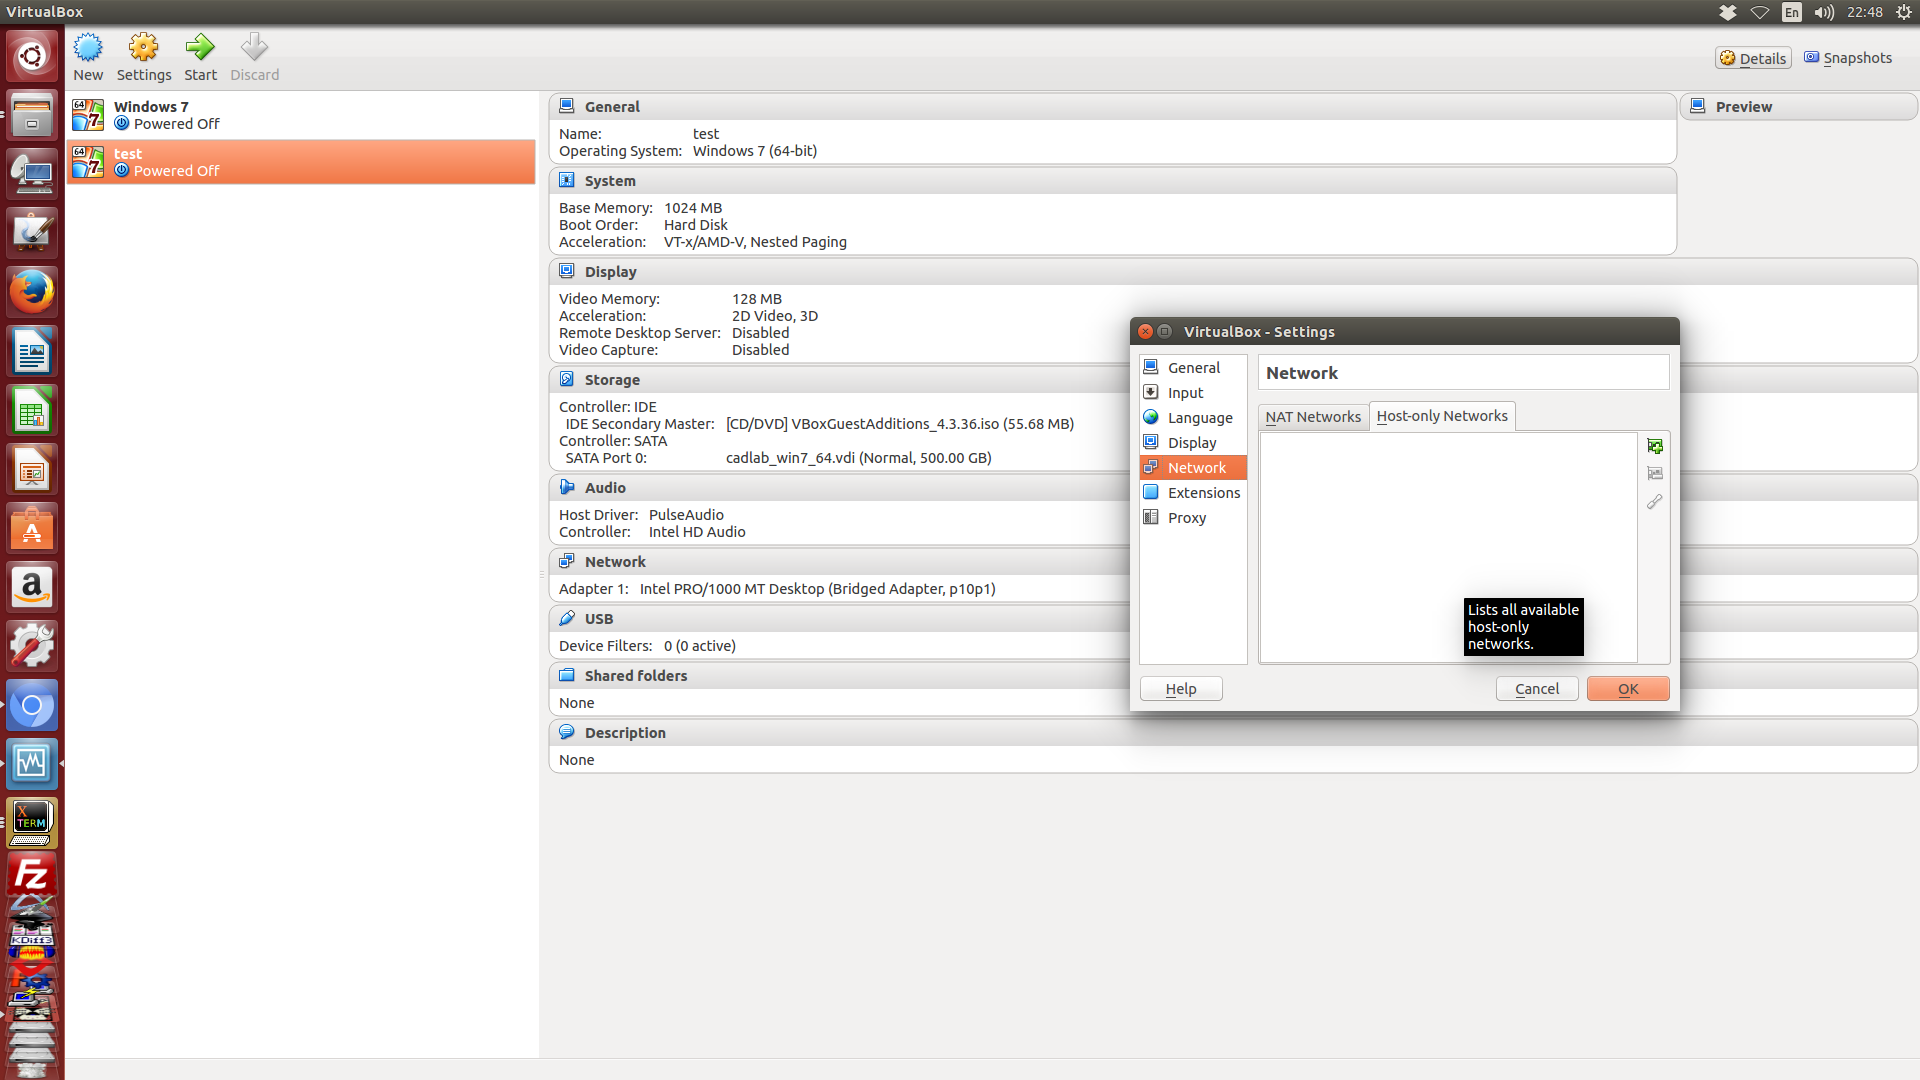 VirtualBox
En
22:48
New
Settings
Start
Discard
Details
Snapshots
64
7
Windows 7
Powered Off
64
7
test
Powered Off
General
Name: test
Operating System: Windows 7 (64-bit)
Preview
System
Base Memory: 1024 MB
Boot Order: Hard Disk
Acceleration: VT-x/AMD-V, Nested Paging
Display
Video Memory: 128 MB
Acceleration: 2D Video, 3D
Remote Desktop Server: Disabled
Video Capture: Disabled
Storage
Controller: IDE
IDE Secondary Master: [CD/DVD] VBoxGuestAdditions_4.3.36.iso (55.68 MB)
Controller: SATA
SATA Port 0: cadlab_win7_64.vdi (Normal, 500.00 GB)
Audio
Host Driver: PulseAudio
Controller: Intel HD Audio
Network
Adapter 1: Intel PRO/1000 MT Desktop (Bridged Adapter, p10p1)
USB
Device Filters: 0 (0 active)
Shared folders
None
Description
None
VirtualBox - Settings
General
Input
Language
Display
Network
Extensions
Proxy
Network
NAT Networks
Host-only Networks
Lists all available
host-only
networks.
Help
Cancel
OK
A
a
X
TERM
FZ
KDiff3